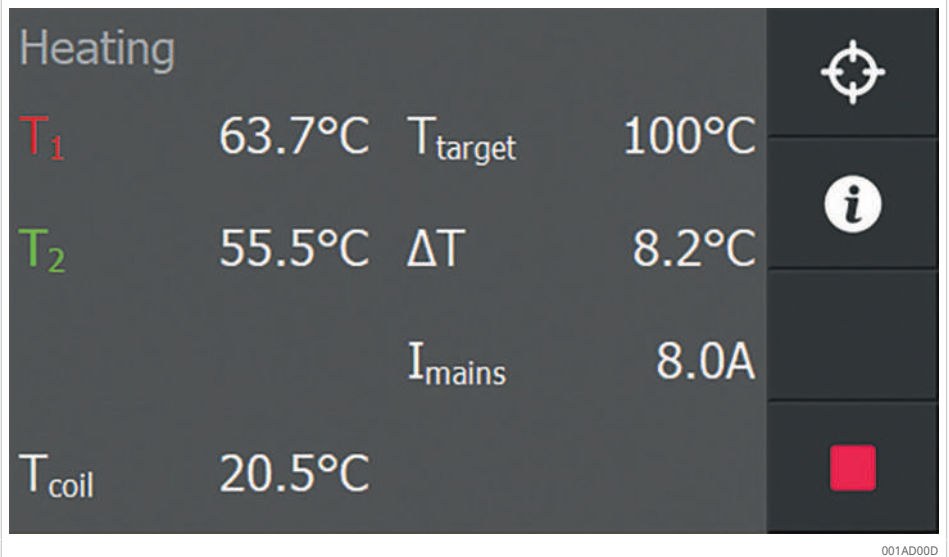 Heating
T1 63.7°C Ttarget 100°C
T2 55.5°C ΔT 8.2°C
Imains 8.0A
Tcoil 20.5°C
i
001AD00D